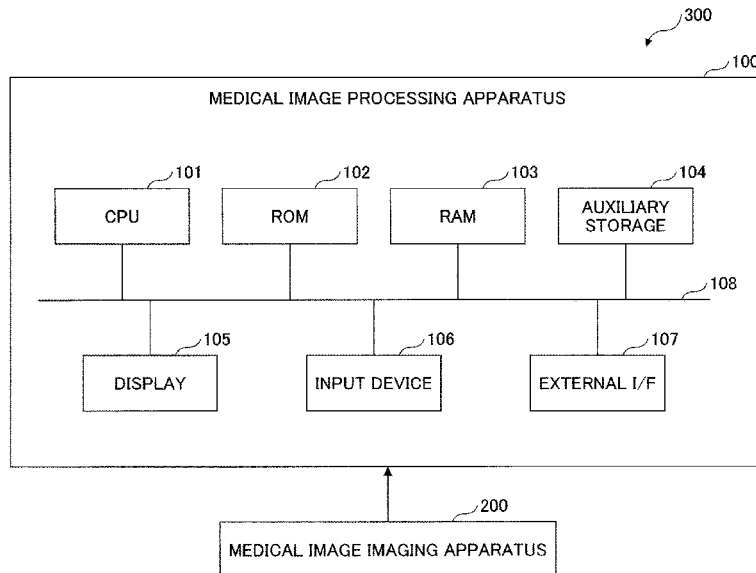 300
100
MEDICAL IMAGE PROCESSING APPARATUS
101
102
103
104
CPU
ROM
RAM
AUXILIARY
STORAGE
108
105
106
107
DISPLAY
INPUT DEVICE
EXTERNAL I/F
200
MEDICAL IMAGE IMAGING APPARATUS